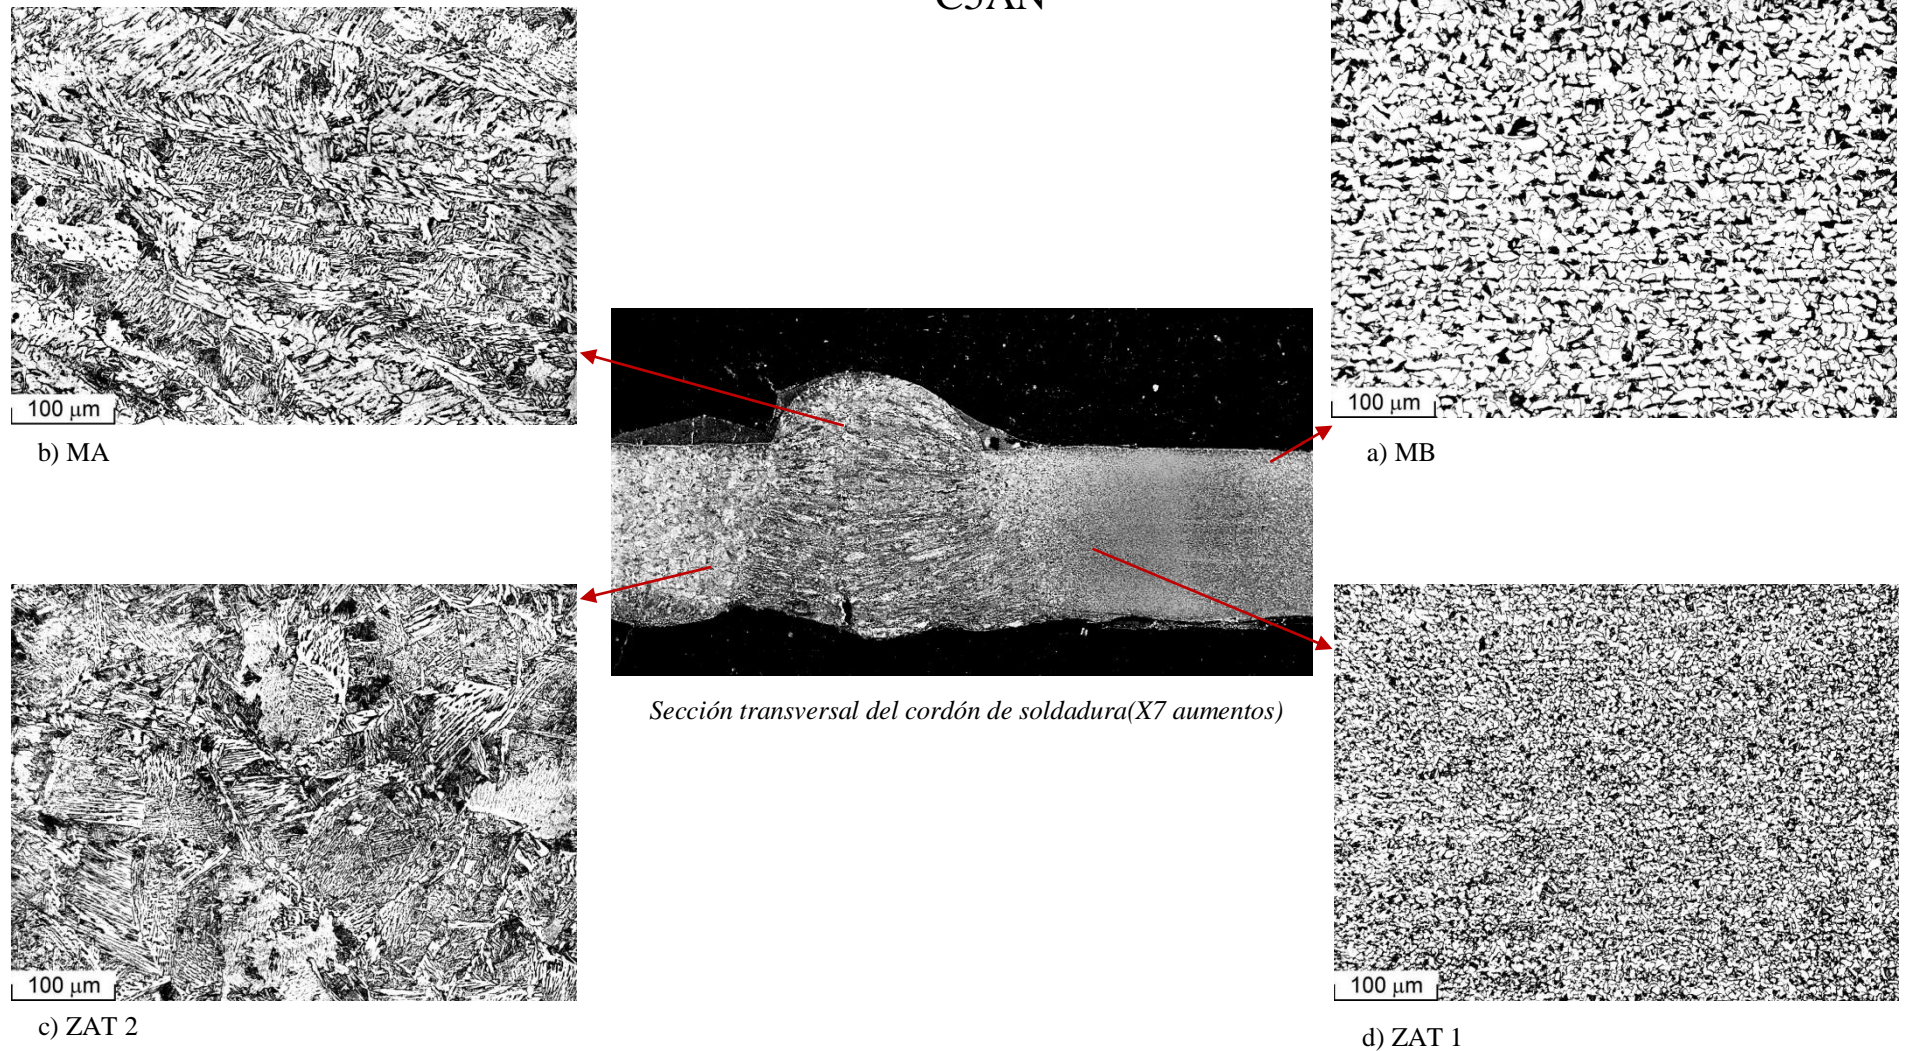 100 μm
b) MA
100 μm
a) MB
Sección transversal del cordón de soldadura(X7 aumentos)
100 μm
c) ZAT 2
100 μm
d) ZAT 1